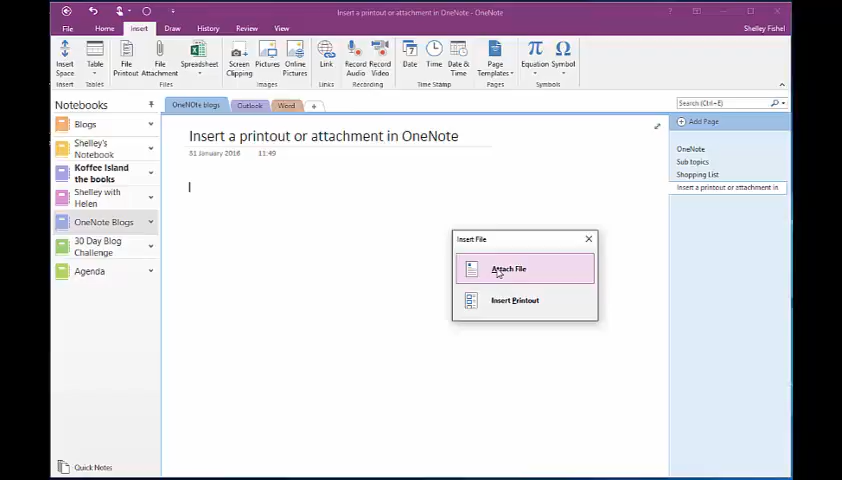 Insert a printout or attachment in OneNote - OneNote
File Home Insert Draw History Review View
Shelley Fishel
Insert Space
Table
File Printout
File Attachment
Spreadsheet
Screen Clipping
Pictures
Online Pictures
Link
Record Audio
Record Video
Date
Time
Date & Time
Page Templates
Equation
Symbol
Insert Tables Files Images Links Recording Time Stamp Pages Symbols
Notebooks
OneNOte blogs Outlook Word
Search (Ctrl+E)
Blogs
Shelley's Notebook
Koffee Island the books
Shelley with Helen
OneNote Blogs
30 Day Blog Challenge
Agenda
Quick Notes
Insert a printout or attachment in OneNote
31 January 2016 11:49
Insert File
Attach File
Insert Printout
Add Page
OneNote
Sub topics
Shopping List
Insert a printout or attachment in